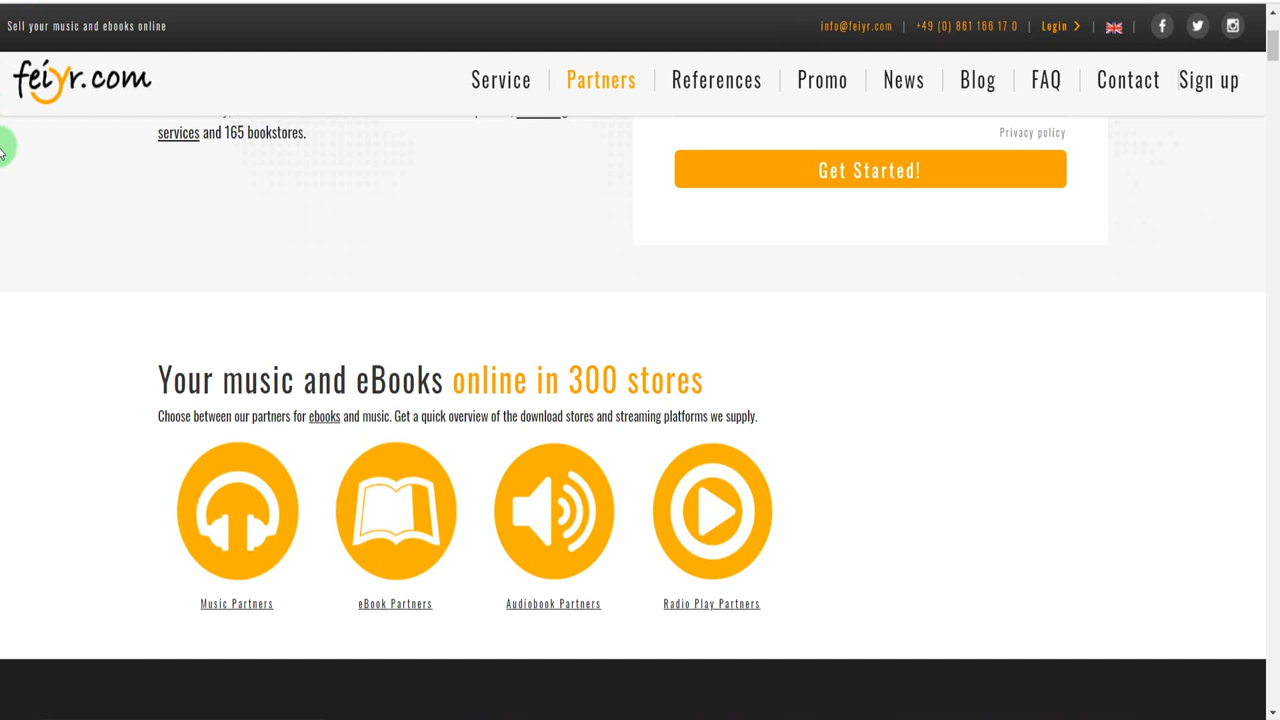 Sell your music and ebooks online
info@feiyr.com | +49 (0) 861 166 17 0 | Login
feiyr.com
Service | Partners | References | Promo | News | Blog | FAQ | Contact | Sign up
services and 165 bookstores.
Privacy policy
Get Started!
Your music and eBooks online in 300 stores
Choose between our partners for ebooks and music. Get a quick overview of the download stores and streaming platforms we supply.
Music Partners
eBook Partners
Audiobook Partners
Radio Play Partners